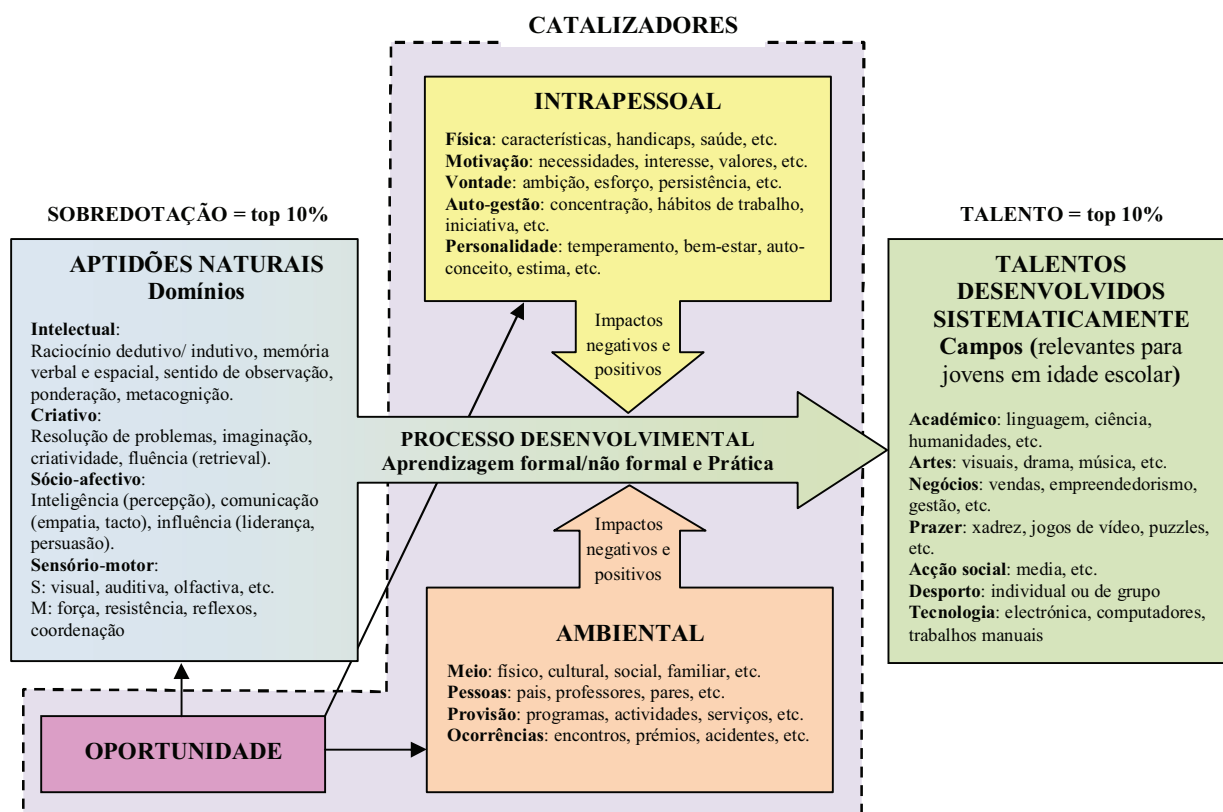 CATALIZADORES
INTRAPESSOAL
Física: características, handicaps, saúde, etc.
Motivação: necessidades, interesse, valores, etc.
Vontade: ambição, esforço, persistência, etc.
Auto-gestão: concentração, hábitos de trabalho,
iniciativa, etc.
Personalidade: temperamento, bem-estar, auto-
conceito, estima, etc.
Impactos
negativos e
positivos
SOBREDOTAÇÃO = top 10%
APTIDÕES NATURAIS
Domínios
Intelectual:
Raciocínio dedutivo/ indutivo, memória
verbal e espacial, sentido de observação,
ponderação, metacognição.
Criativo:
Resolução de problemas, imaginação,
criatividade, fluência (retrieval).
Sócio-afectivo:
Inteligência (percepção), comunicação
(empatia, tacto), influência (liderança,
persuasão).
Sensório-motor:
S: visual, auditiva, olfactiva, etc.
M: força, resistência, reflexos,
coordenação
PROCESSO DESENVOLVIMENTAL
Aprendizagem formal/não formal e Prática
TALENTO = top 10%
TALENTOS
DESENVOLVIDOS
SISTEMATICAMENTE
Campos (relevantes para
jovens em idade escolar)
Académico: linguagem, ciência,
humanidades, etc.
Artes: visuais, drama, música, etc.
Negócios: vendas, empreendedorismo,
gestão, etc.
Prazer: xadrez, jogos de vídeo, puzzles,
etc.
Acção social: media, etc.
Desporto: individual ou de grupo
Tecnologia: electrónica, computadores,
trabalhos manuais
Impactos
negativos e
positivos
AMBIENTAL
Meio: físico, cultural, social, familiar, etc.
Pessoas: pais, professores, pares, etc.
Provisão: programas, actividades, serviços, etc.
Ocorrências: encontros, prémios, acidentes, etc.
OPORTUNIDADE